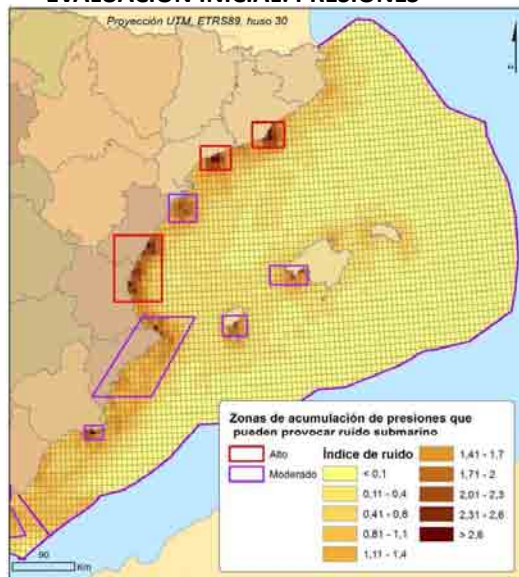 EVALUACIÓN INICIAL: PRESIONES
Proyección UTM, ETRS89, huso 30
90
Km
Zonas de acumulación de presiones que
pueden provocar ruido submarino
Alto
Moderado
Índice de ruido
< 0,1
0,11 - 0,4
0,41 - 0,8
0,81 - 1,1
1,11 - 1,4
1,41 - 1,7
1,71 - 2
2,01 - 2,3
2,31 - 2,6
> 2,6